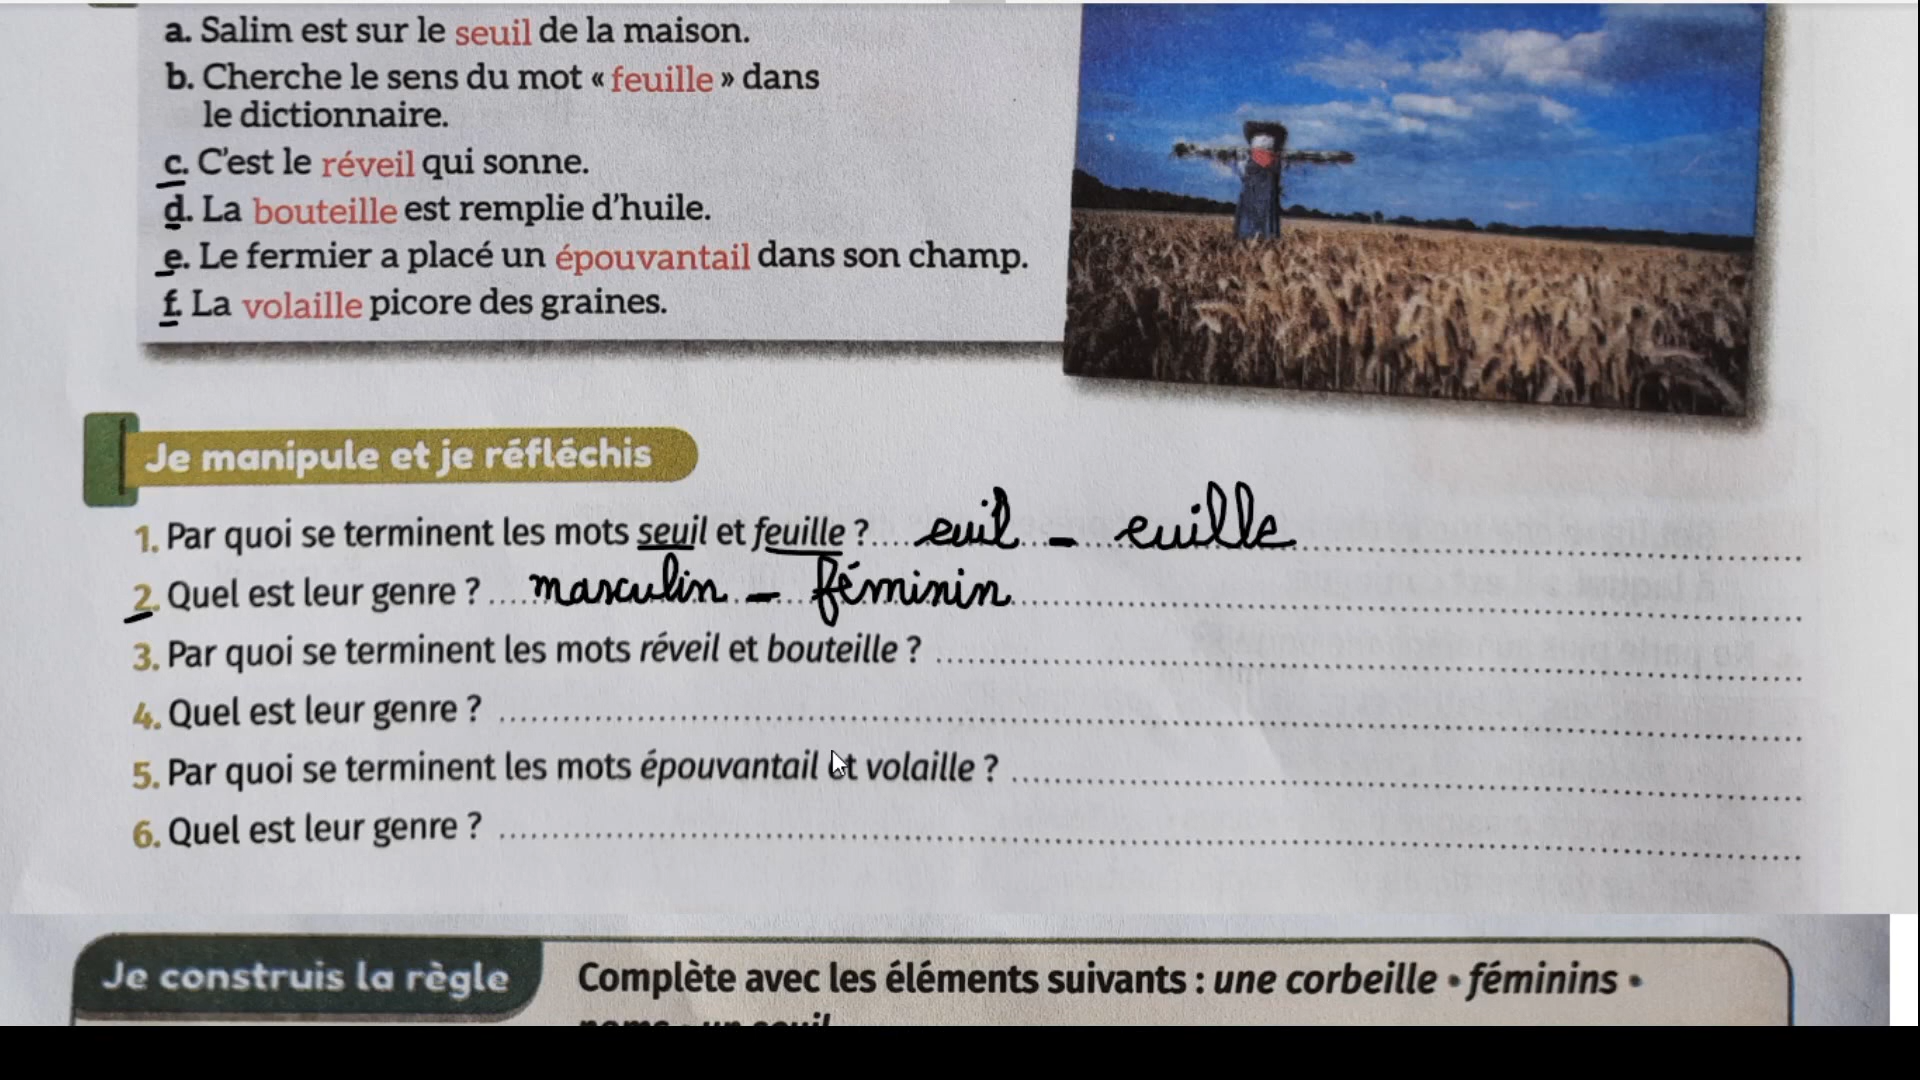 a. Salim est sur le seuil de la maison.
b. Cherche le sens du mot « feuille » dans
le dictionnaire.
c. C'est le réveil qui sonne.
d. La bouteille est remplie d'huile.
e. Le fermier a placé un épouvantail dans son champ.
f. La volaille picore des graines.
Je manipule et je réfléchis
1. Par quoi se terminent les mots seuil et feuille ? euil - euille
2. Quel est leur genre ? masculin - féminin
3. Par quoi se terminent les mots réveil et bouteille ?
4. Quel est leur genre ?
5. Par quoi se terminent les mots épouvantail et volaille ?
6. Quel est leur genre ?
Je construis la règle
Complète avec les éléments suivants : une corbeille • féminins •
noms • un seuil